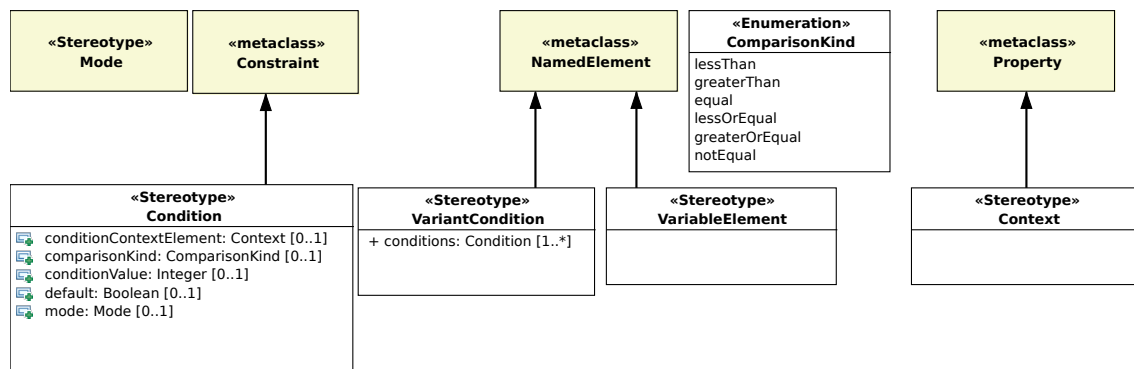 «Stereotype»
Mode
«metaclass»
Constraint
«metaclass»
NamedElement
«Enumeration»
ComparisonKind
lessThan
greaterThan
equal
lessOrEqual
greaterOrEqual
notEqual
«metaclass»
Property
«Stereotype»
Condition
conditionContextElement: Context [0..1]
comparisonKind: ComparisonKind [0..1]
conditionValue: Integer [0..1]
default: Boolean [0..1]
mode: Mode [0..1]
«Stereotype»
VariantCondition
+ conditions: Condition [1..*]
«Stereotype»
VariableElement
«Stereotype»
Context